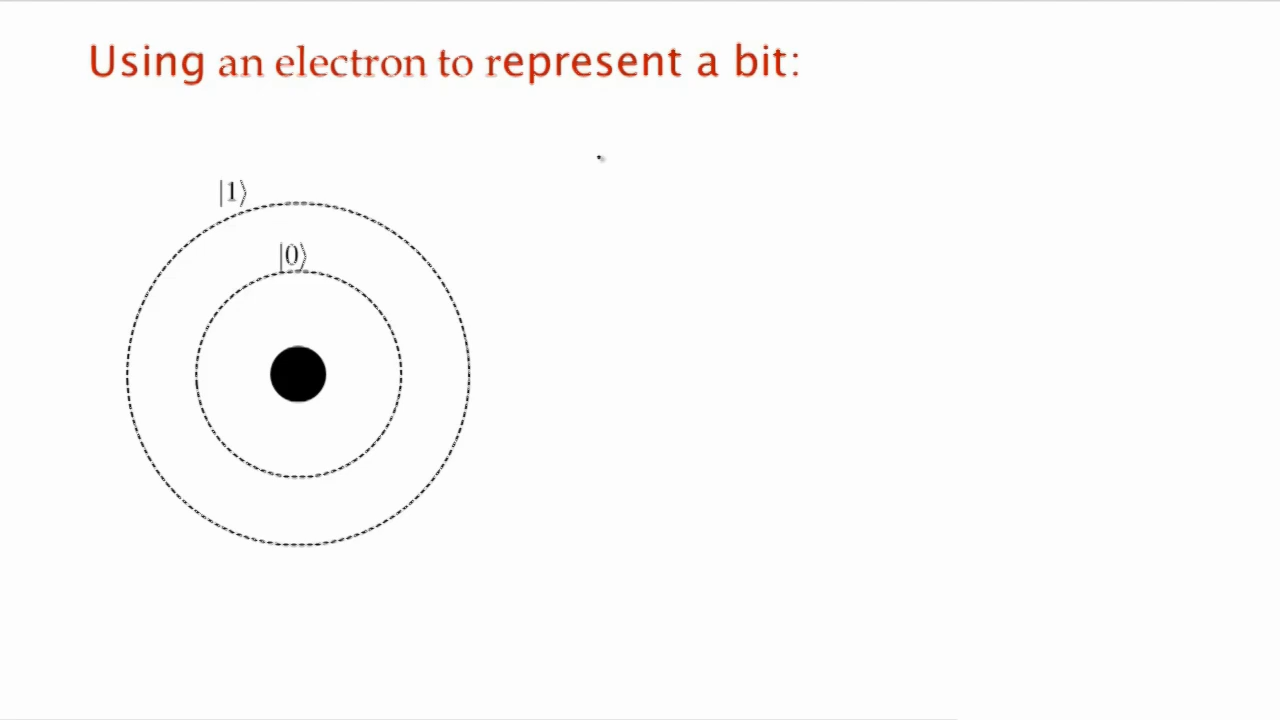 Using an electron to represent a bit:
|1⟩
|0⟩